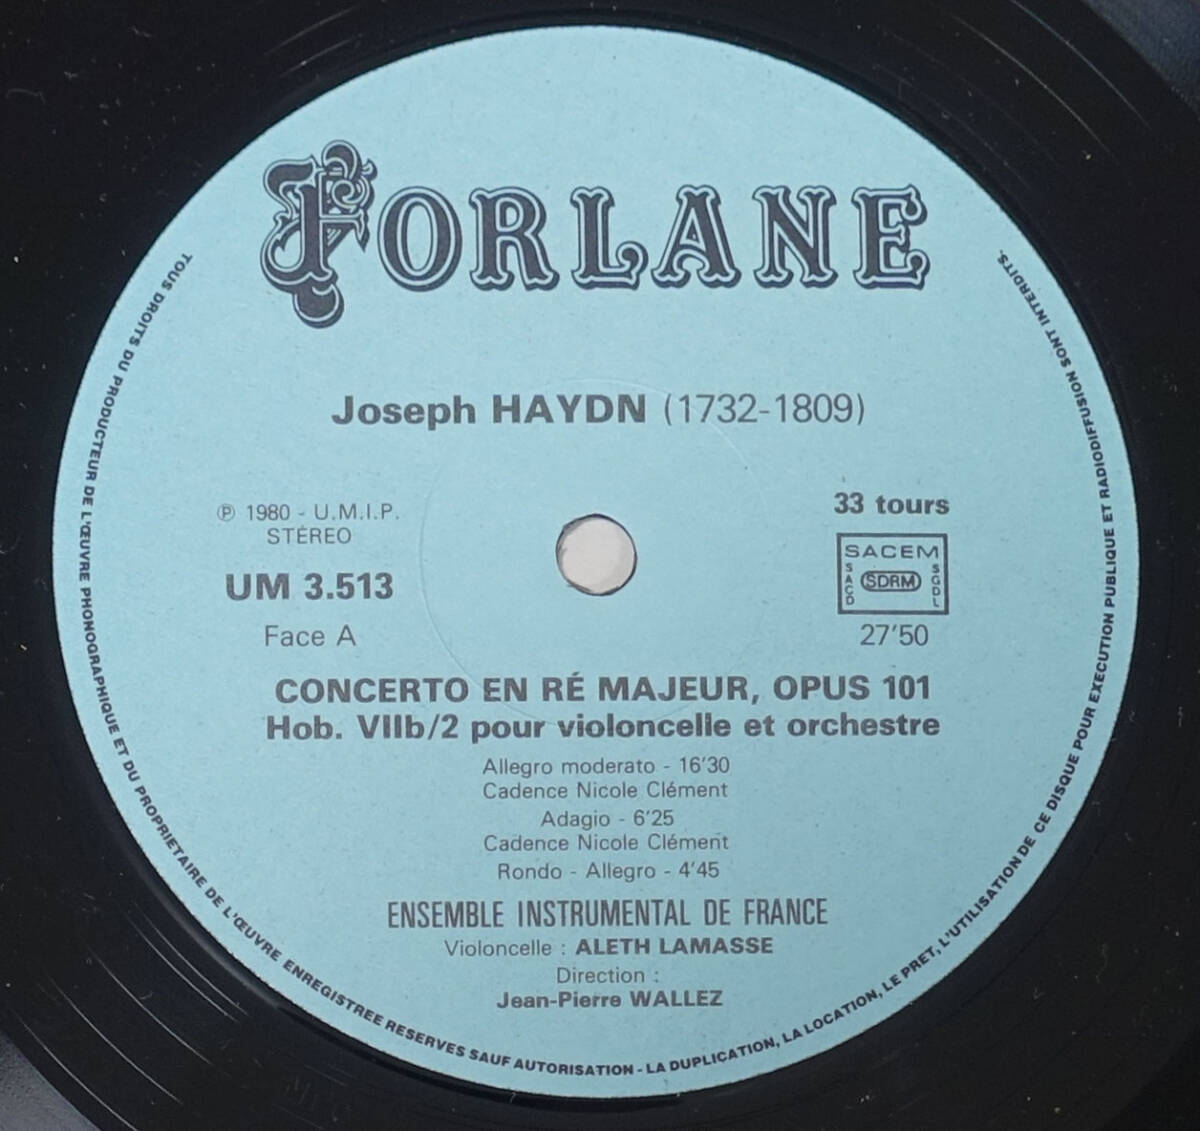 FORLANE
Joseph HAYDN (1732-1809)
℗ 1980 - U.M.I.P.
STÉREO
UM 3.513
Face A
33 tours
SACEM
SACD
SDRM
SGDL
27'50
CONCERTO EN RÉ MAJEUR, OPUS 101
Hob. VIIb/2 pour violoncelle et orchestre
Allegro moderato - 16'30
Cadence Nicole Clément
Adagio - 6'25
Cadence Nicole Clément
Rondo - Allegro - 4'45
ENSEMBLE INSTRUMENTAL DE FRANCE
Violoncelle : ALETH LAMASSE
Direction :
Jean-Pierre WALLEZ
TOUS DROITS DU PRODUCTEUR DE L'ŒUVRE PHONOGRAPHIQUE ET DU PROPRIETAIRE DE L'ŒUVRE ENREGISTREE RESERVES SAUF AUTORISATION - LA DUPLICATION, LA LOCATION, LE PRET, L'UTILISATION DE CE DISQUE POUR EXECUTION PUBLIQUE ET RADIODIFFUSION SONT INTERDITS.